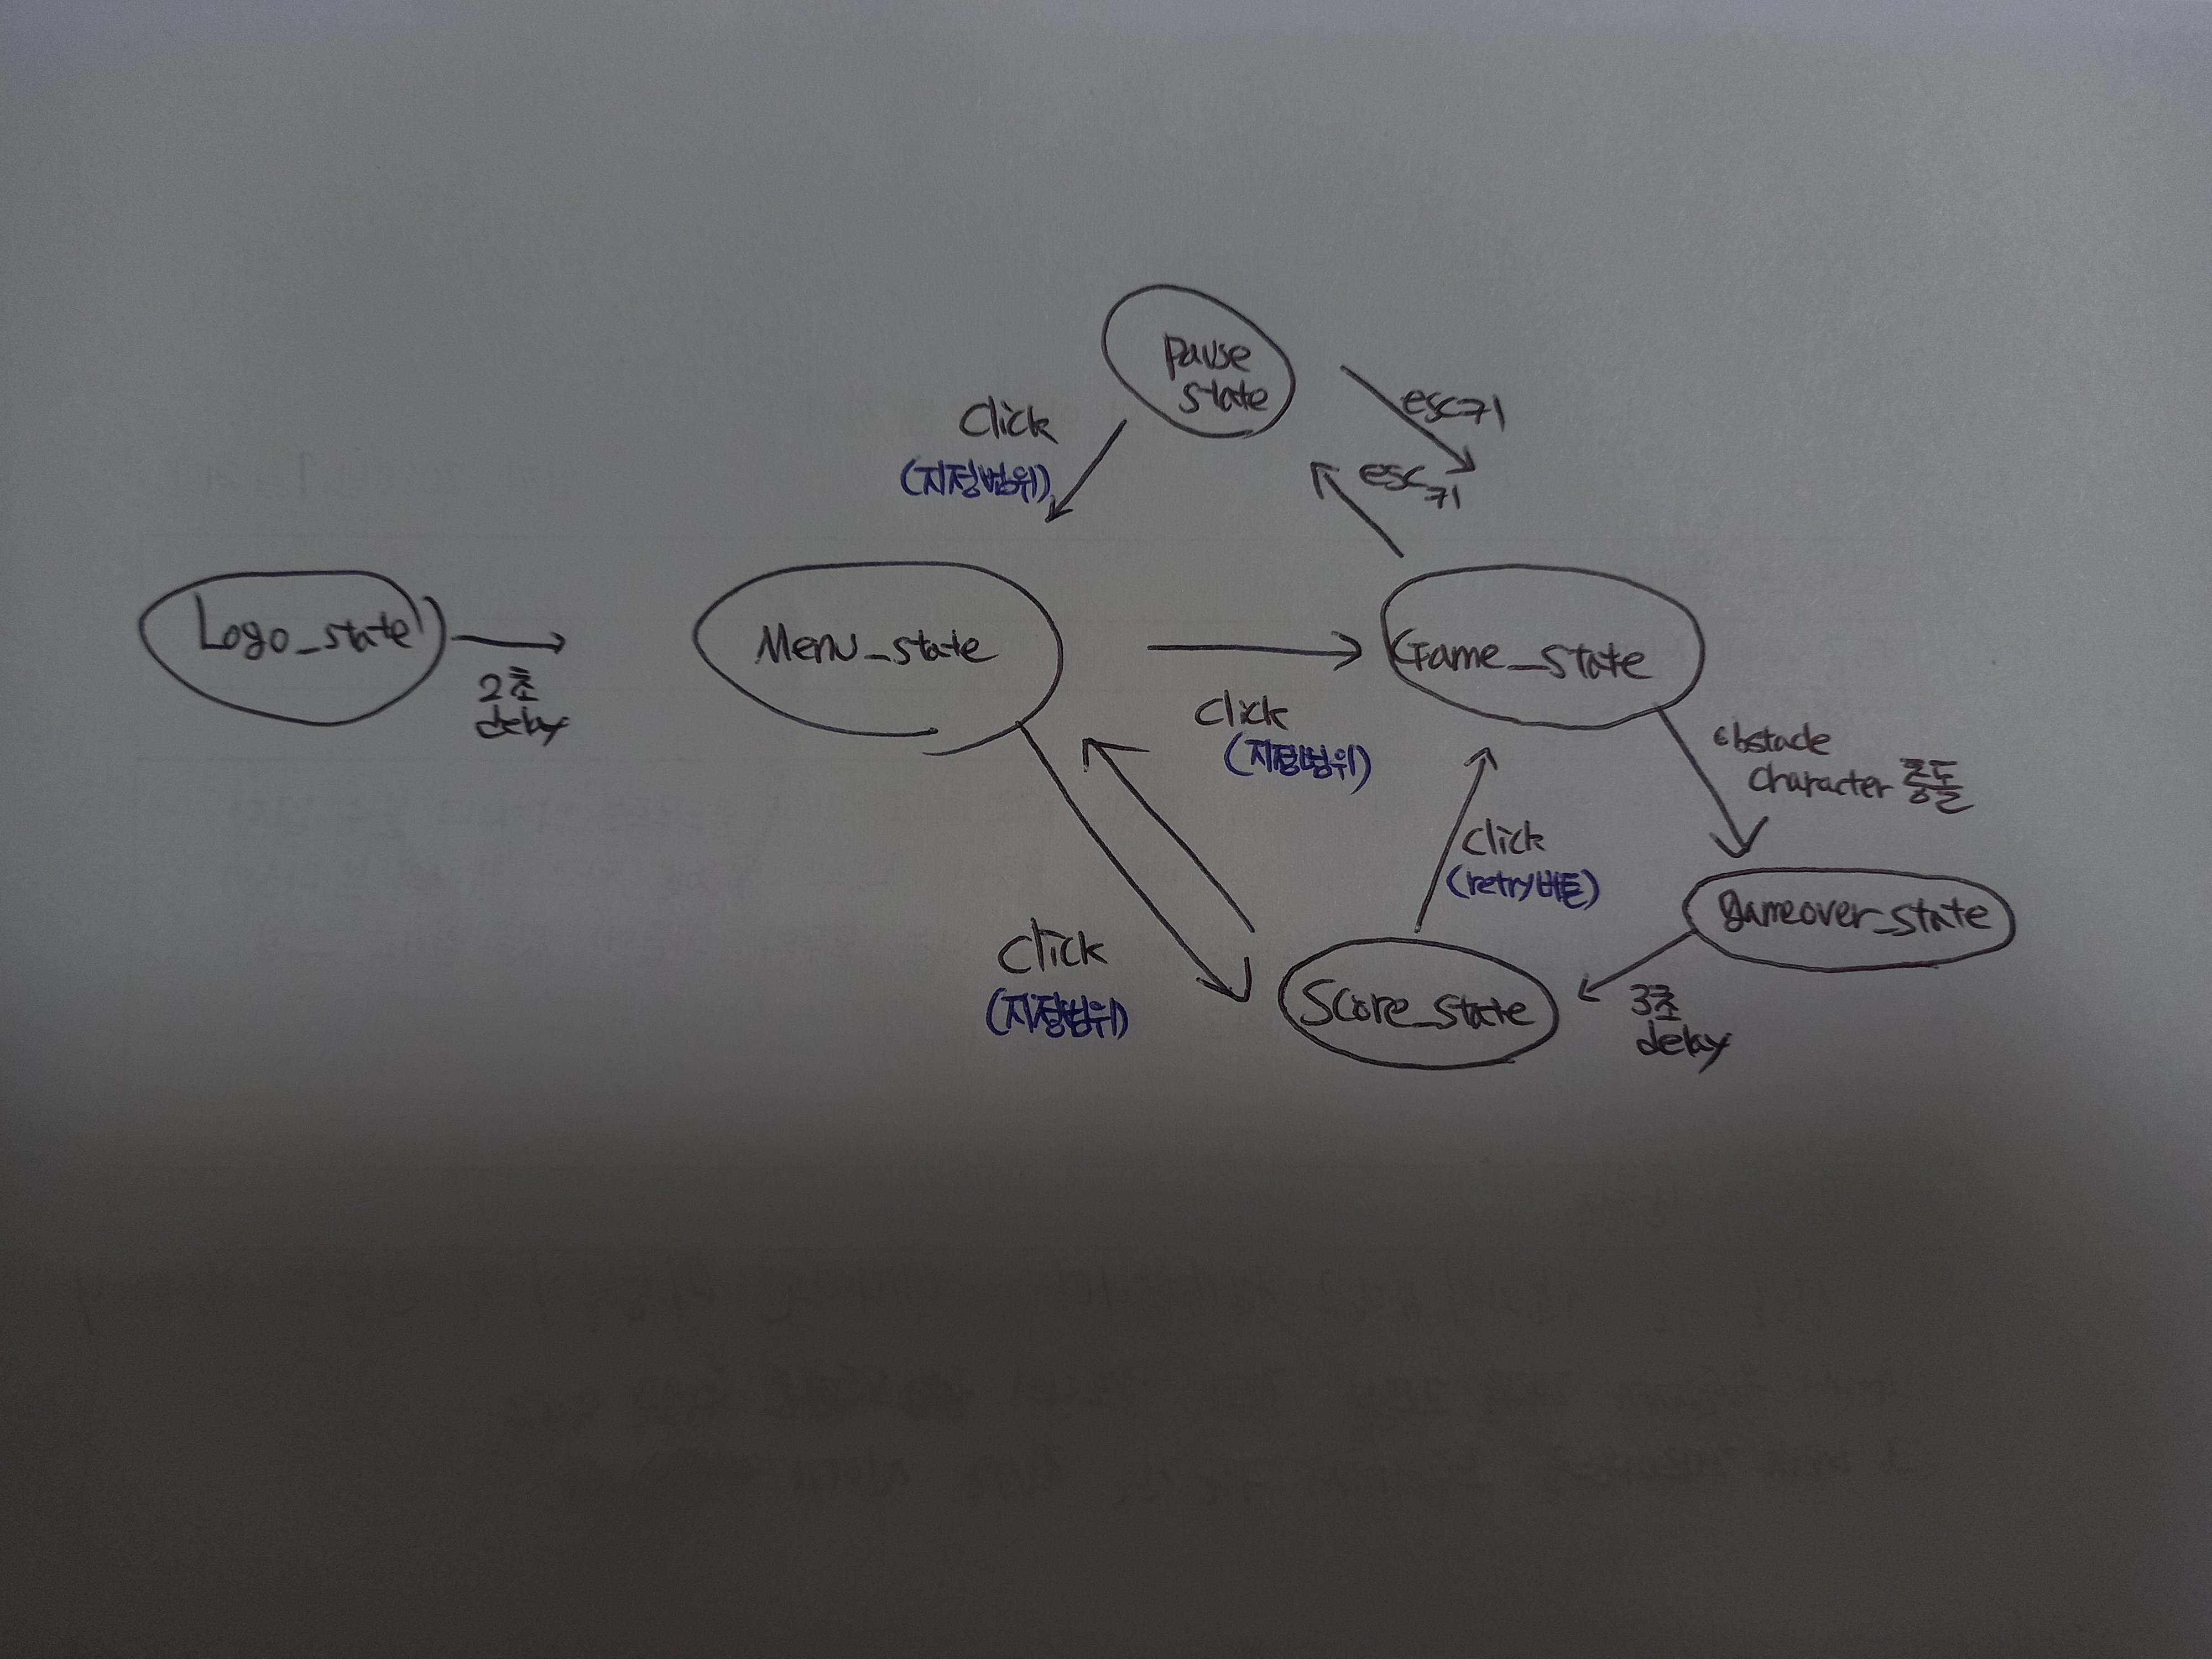 Pause
state
esc키
Click
(지정범위)
esc키
Logo_state
2초
delay
Menu_state
Game_state
Click
(지정범위)
obstacle
character 충돌
Click
(retry버튼)
gameover_state
Click
(지정범위)
Score_state
3초
delay